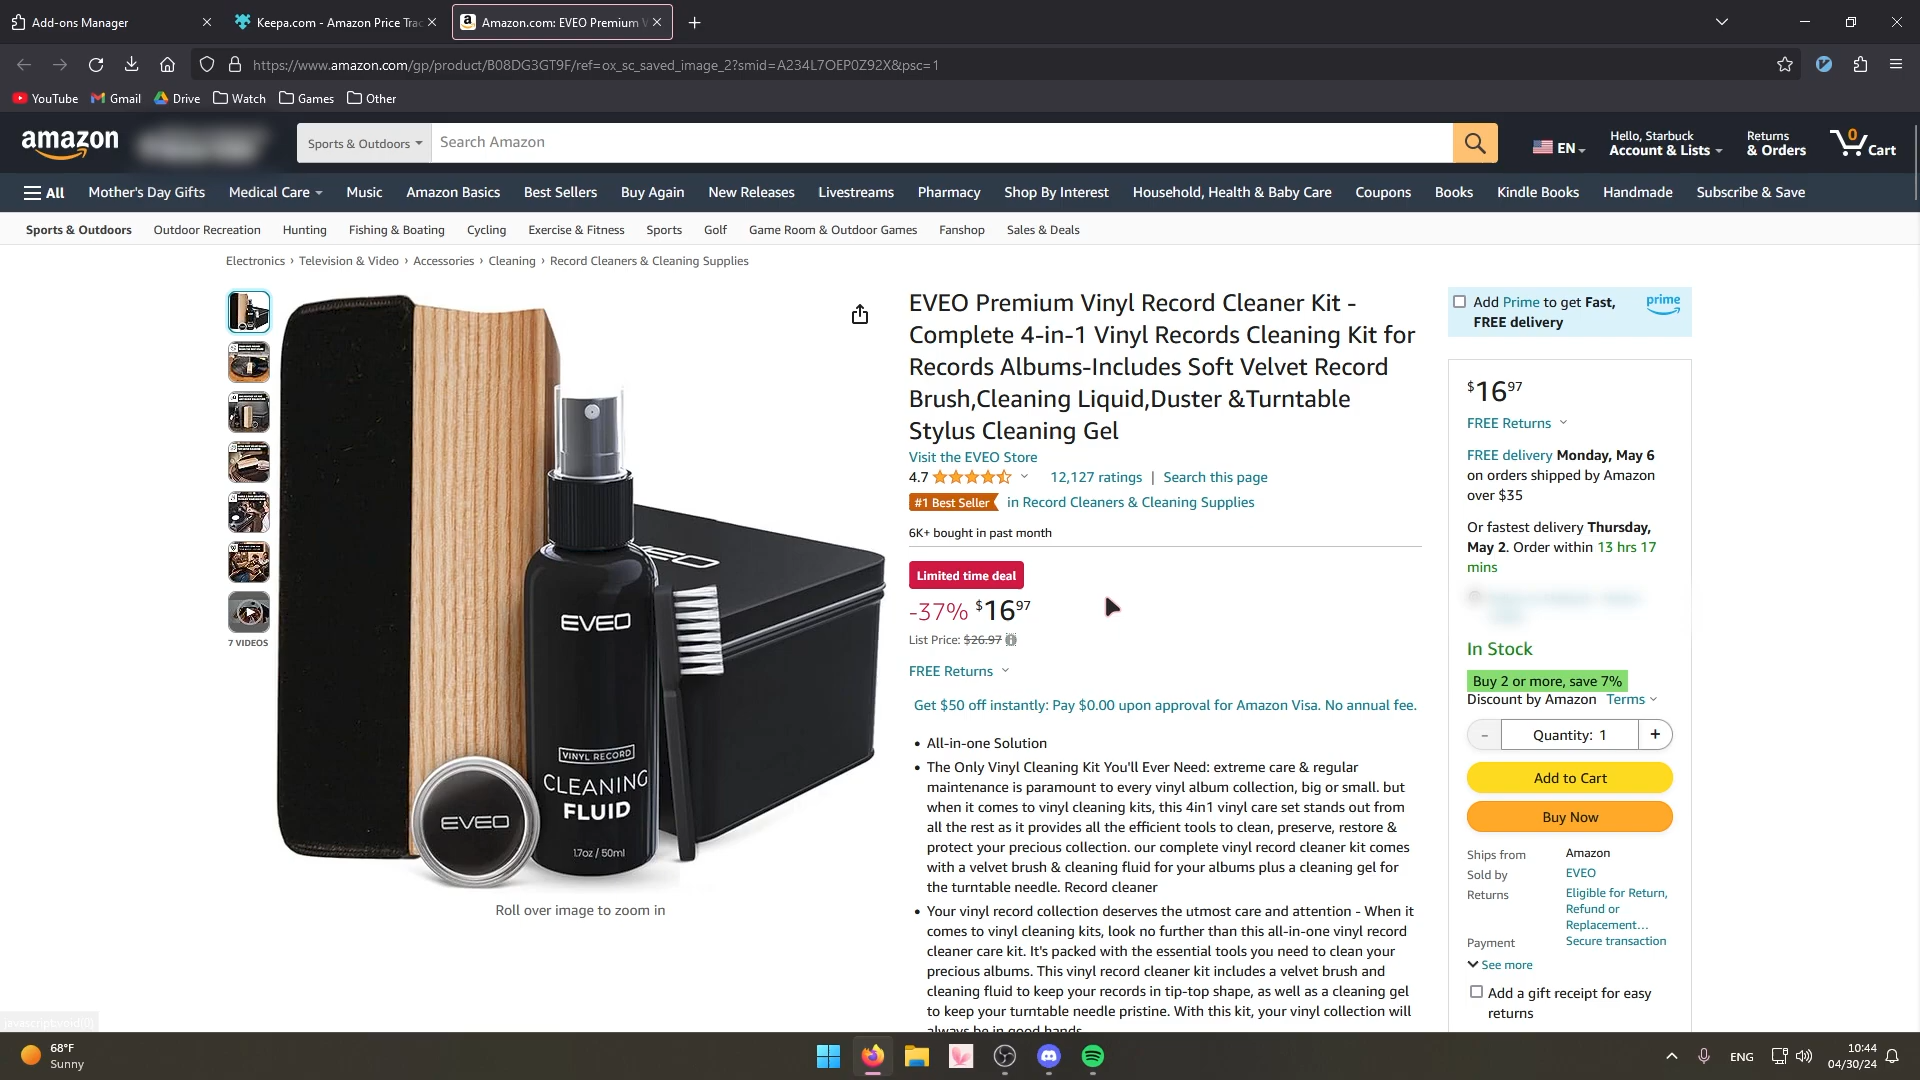 Add-ons Manager
Keepa.com - Amazon Price Trac
Amazon.com: EVEO Premium V
https://www.amazon.com/gp/product/B08DG3GT9F/ref=ox_sc_saved_image_2?smid=A234L7OEP0Z92X&psc=1
YouTube
Gmail
Drive
Watch
Games
Other
amazon
Sports & Outdoors
Search Amazon
EN
Hello, Starbuck
Account & Lists
Returns
& Orders
0
Cart
All
Mother's Day Gifts
Medical Care
Music
Amazon Basics
Best Sellers
Buy Again
New Releases
Livestreams
Pharmacy
Shop By Interest
Household, Health & Baby Care
Coupons
Books
Kindle Books
Handmade
Subscribe & Save
Sports & Outdoors
Outdoor Recreation
Hunting
Fishing & Boating
Cycling
Exercise & Fitness
Sports
Golf
Game Room & Outdoor Games
Fanshop
Sales & Deals
Electronics › Television & Video › Accessories › Cleaning › Record Cleaners & Cleaning Supplies
7 VIDEOS
EVEO
EVEO
VINYL RECORD
CLEANING
FLUID
1.7oz / 50ml
EVEO
Roll over image to zoom in
EVEO Premium Vinyl Record Cleaner Kit -
Complete 4-in-1 Vinyl Records Cleaning Kit for
Records Albums-Includes Soft Velvet Record
Brush,Cleaning Liquid,Duster &Turntable
Stylus Cleaning Gel
Visit the EVEO Store
4.7
12,127 ratings | Search this page
#1 Best Seller in Record Cleaners & Cleaning Supplies
6K+ bought in past month
Limited time deal
-37% $16 97
List Price: $26.97
FREE Returns
Get $50 off instantly: Pay $0.00 upon approval for Amazon Visa. No annual fee.
• All-in-one Solution
• The Only Vinyl Cleaning Kit You'll Ever Need: extreme care & regular
maintenance is paramount to every vinyl album collection, big or small. but
when it comes to vinyl cleaning kits, this 4in1 vinyl care set stands out from
all the rest as it provides all the efficient tools to clean, preserve, restore &
protect your precious collection. our complete vinyl record cleaner kit comes
with a velvet brush & cleaning fluid for your albums plus a cleaning gel for
the turntable needle. Record cleaner
• Your vinyl record collection deserves the utmost care and attention - When it
comes to vinyl cleaning kits, look no further than this all-in-one vinyl record
cleaner care kit. It's packed with the essential tools you need to clean your
precious albums. This vinyl record cleaner kit includes a velvet brush and
cleaning fluid to keep your records in tip-top shape, as well as a cleaning gel
to keep your turntable needle pristine. With this kit, your vinyl collection will
always be in good hands.
Add Prime to get Fast,
FREE delivery
prime
$16 97
FREE Returns
FREE delivery Monday, May 6
on orders shipped by Amazon
over $35
Or fastest delivery Thursday,
May 2. Order within 13 hrs 17
mins
In Stock
Buy 2 or more, save 7%
Discount by Amazon Terms
- Quantity: 1 +
Add to Cart
Buy Now
Ships from Amazon
Sold by EVEO
Returns Eligible for Return,
Refund or
Replacement...
Payment Secure transaction
See more
Add a gift receipt for easy
returns
javascript:void(0)
68°F
Sunny
ENG
10:44
04/30/24